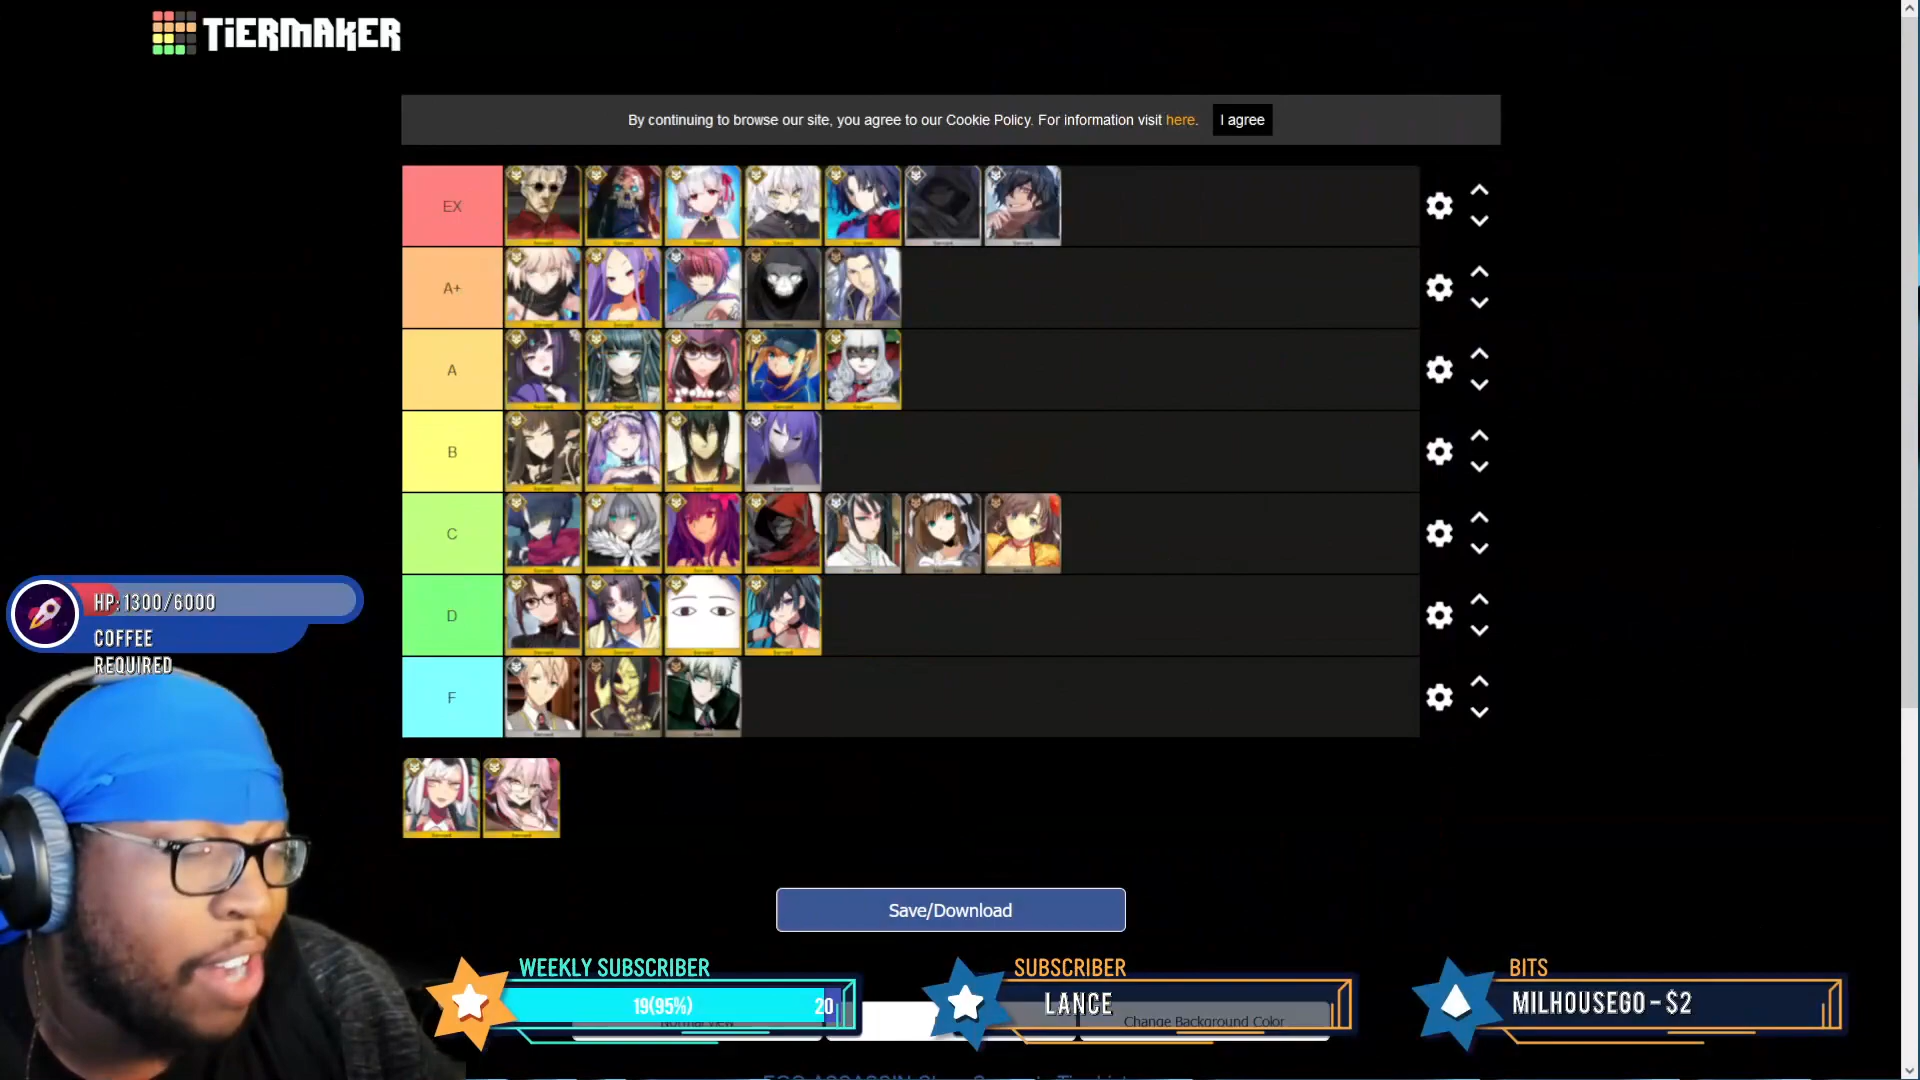 TIERMAKER
By continuing to browse our site, you agree to our Cookie Policy. For information visit here. I agree
EX
A+
A
B
C
D
F
HP: 1300/6000
COFFEE
REQUIRED
Save/Download
WEEKLY SUBSCRIBER
19(95%) 20
SUBSCRIBER
LANCE
BITS
MILHOUSEGO - $2
Change Background Color